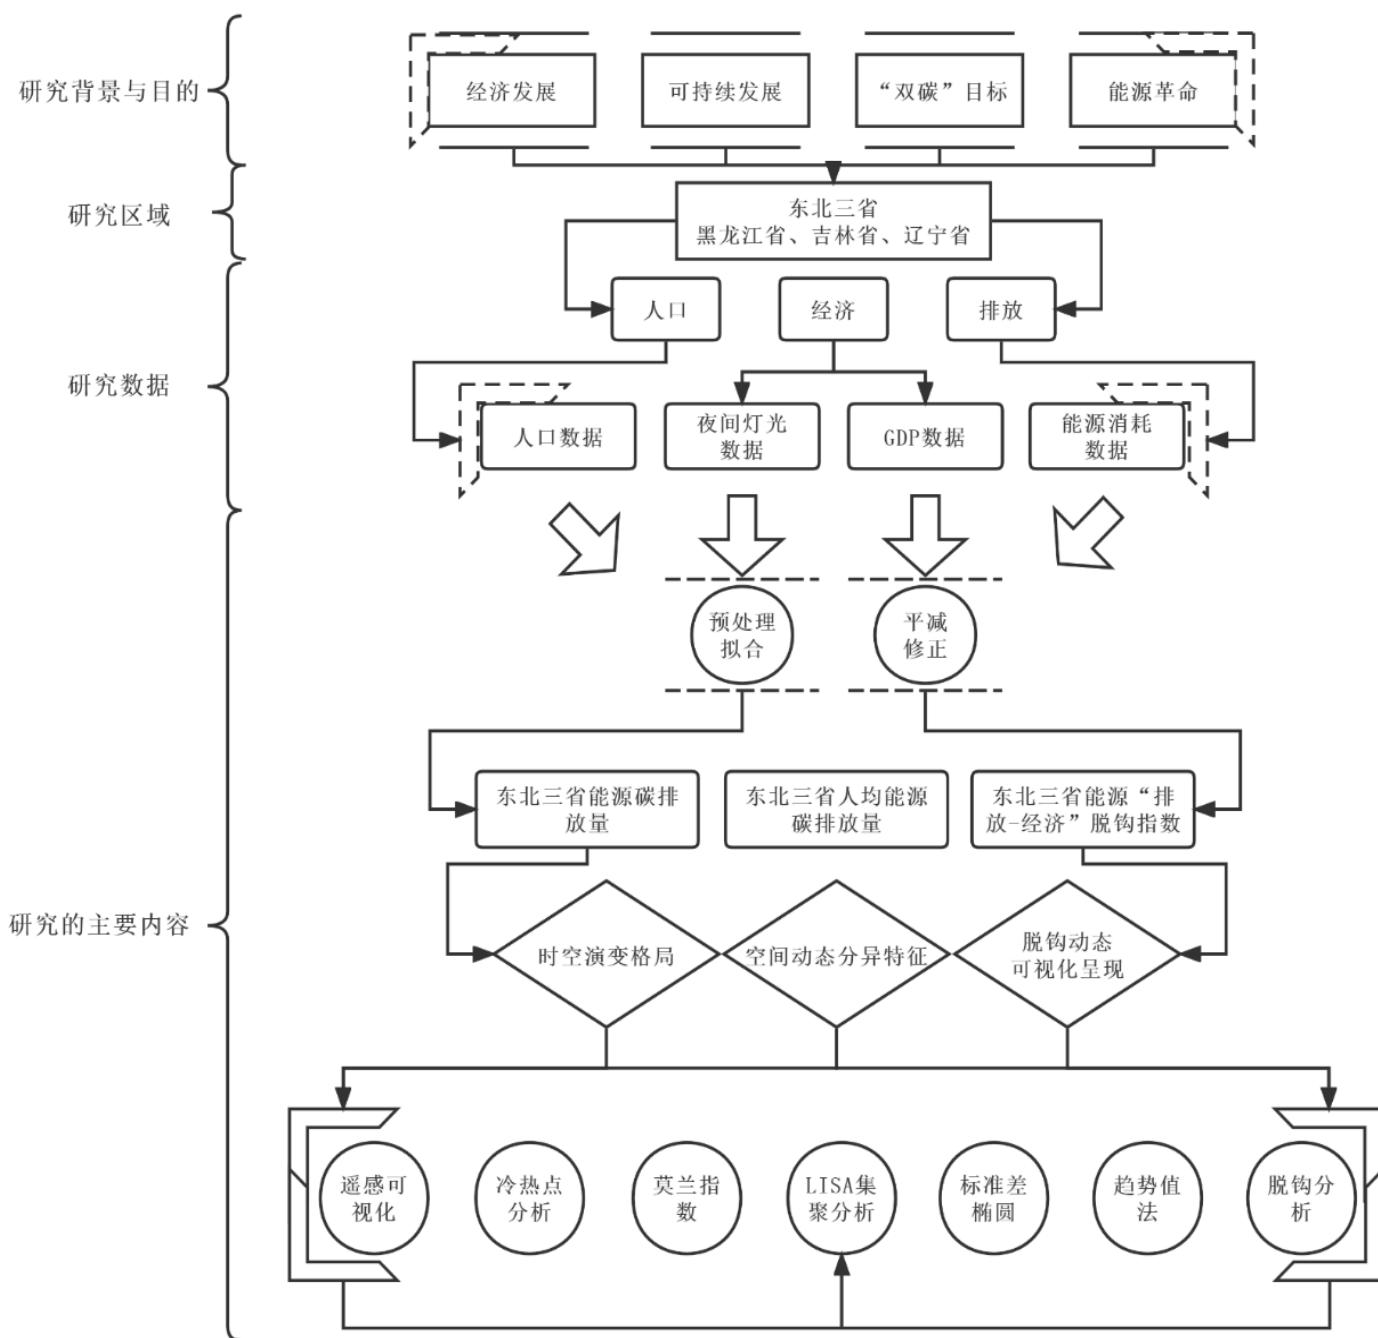 研究背景与目的
经济发展
可持续发展
“双碳”目标
能源革命
研究区域
东北三省
黑龙江省、吉林省、辽宁省
人口
经济
排放
研究数据
人口数据
夜间灯光
数据
GDP数据
能源消耗
数据
预处理
拟合
平减
修正
东北三省能源碳排
放量
东北三省人均能源
碳排放量
东北三省能源“排
放-经济”脱钩指数
研究的主要内容
时空演变格局
空间动态分异特征
脱钩动态
可视化呈现
遥感可
视化
冷热点
分析
莫兰指
数
LISA集
聚分析
标准差
椭圆
趋势值
法
脱钩分
析